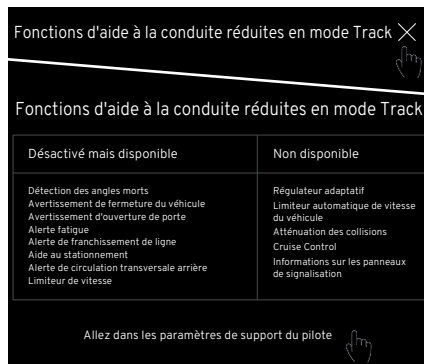 Fonctions d'aide à la conduite réduites en mode Track
Fonctions d'aide à la conduite réduites en mode Track
Désactivé mais disponible
Non disponible
Détection des angles morts
Avertissement de fermeture du véhicule
Avertissement d'ouverture de porte
Alerte fatigue
Alerte de franchissement de ligne
Aide au stationnement
Alerte de circulation transversale arrière
Limiteur de vitesse
Régulateur adaptatif
Limiteur automatique de vitesse
du véhicule
Atténuation des collisions
Cruise Control
Informations sur les panneaux
de signalisation
Allez dans les paramètres de support du pilote